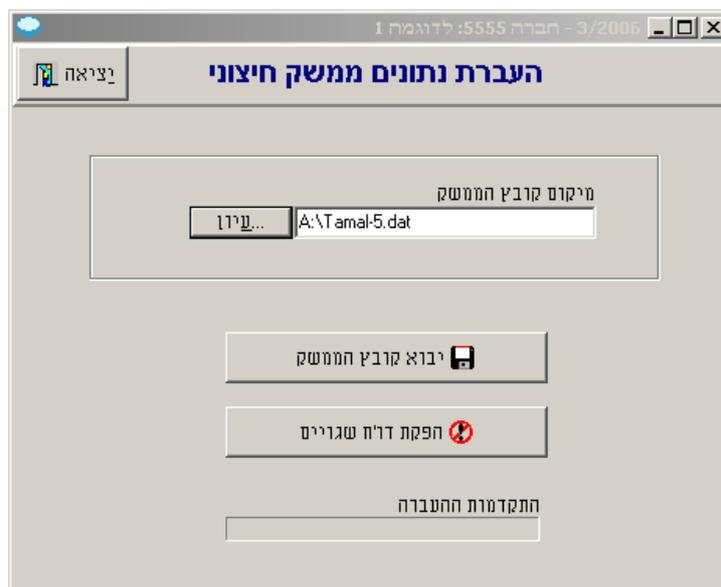 3/2006 - חברה 5555: לדוגמה 1
יציאה
העברת נתונים ממשק חיצוני
מיקום קובץ הממשק
A:\Tamal-5.dat
עיון...
יבוא קובץ הממשק
הפקת דו"ח שגויים
התקדמות ההעברה